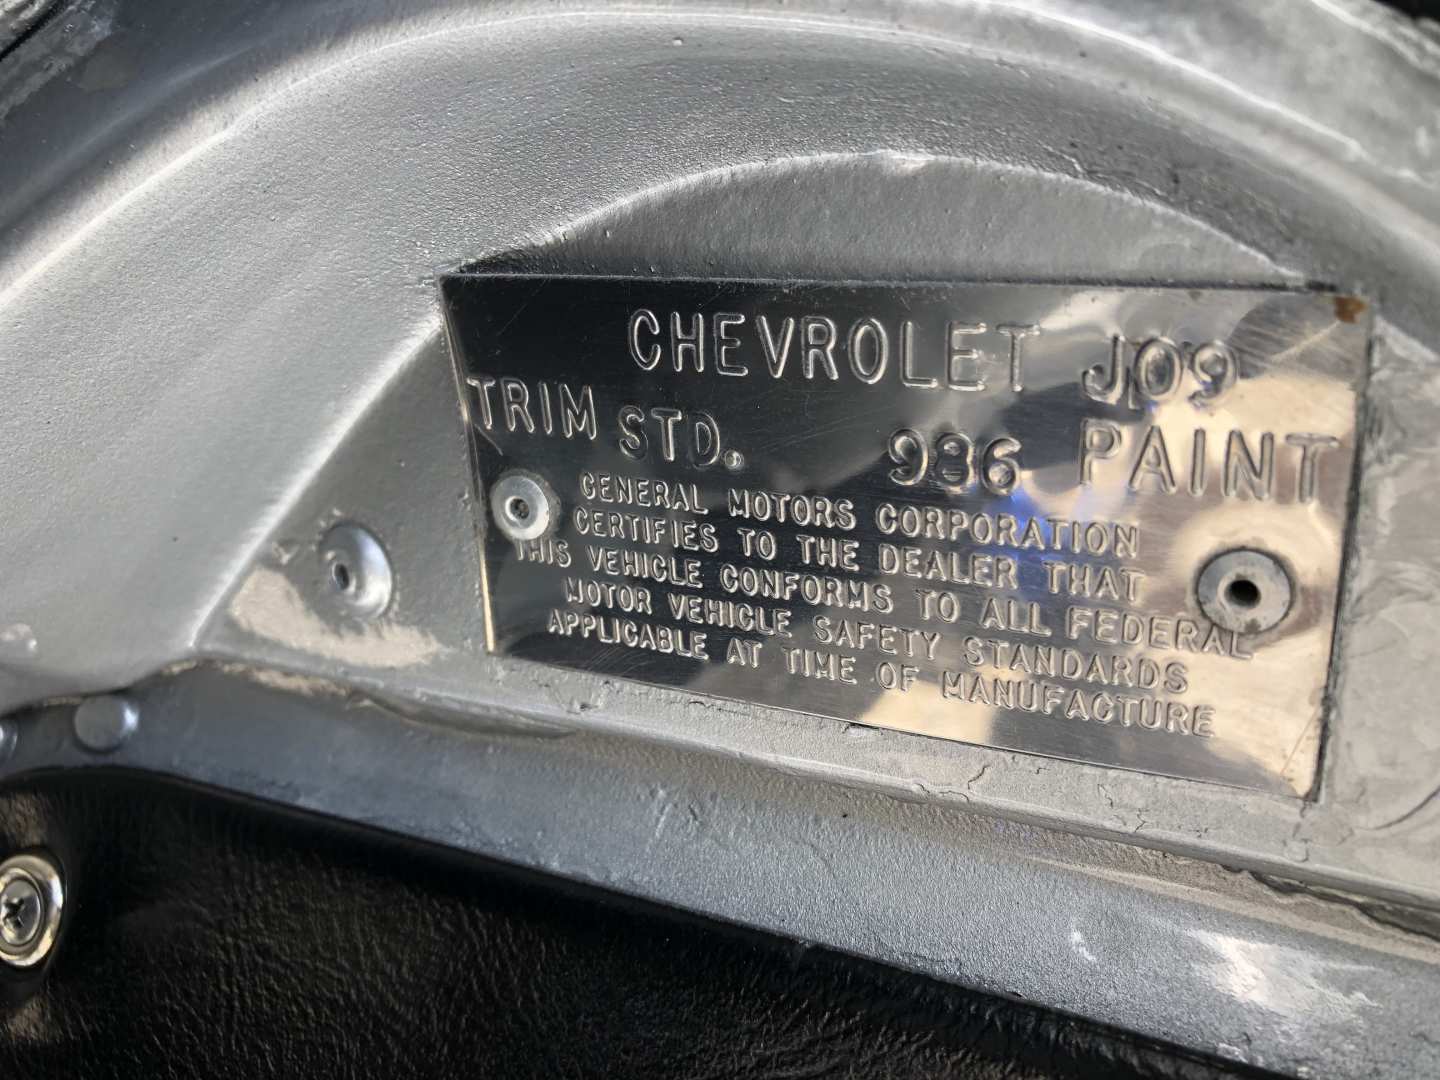 CHEVROLET J09
TRIM STD. 986 PAINT
GENERAL MOTORS CORPORATION
CERTIFIES TO THE DEALER THAT
THIS VEHICLE CONFORMS TO ALL FEDERAL
MOTOR VEHICLE SAFETY STANDARDS
APPLICABLE AT TIME OF MANUFACTURE